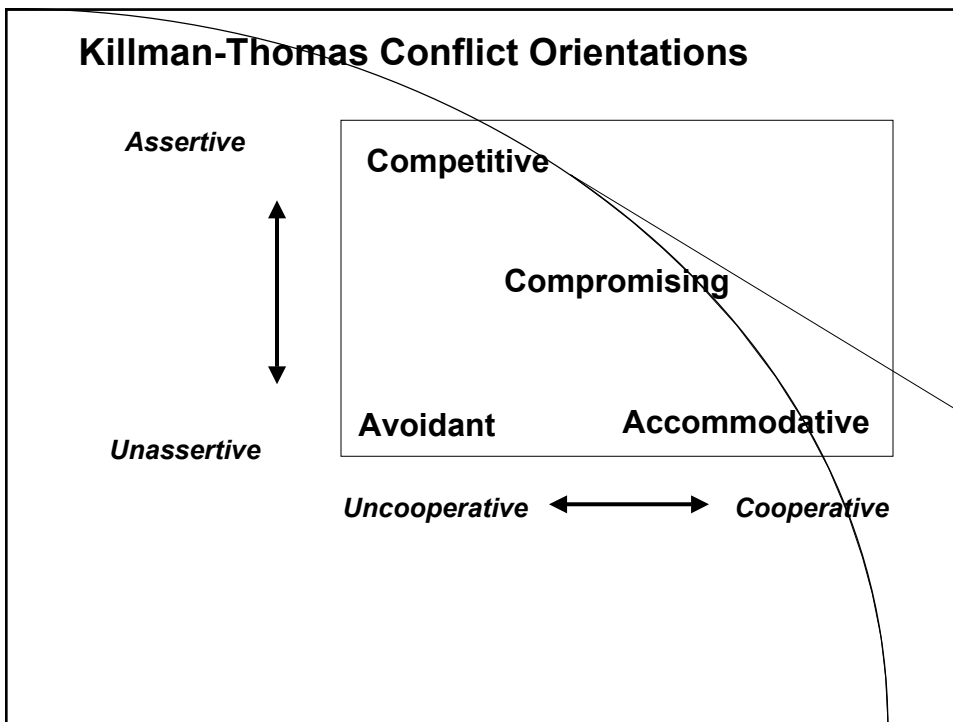 Killman-Thomas Conflict Orientations
Assertive
Competitive
Compromising
Avoidant
Accommodative
Unassertive
Uncooperative
Cooperative